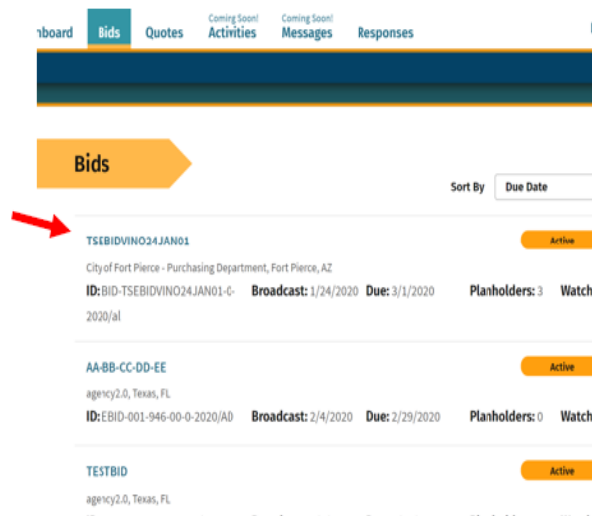 Coming Soon! Coming Soon!
Bids Quotes Activities Messages Responses
Bids
Sort By Due Date
TSEBIDVINO24JAN01
Active
City of Fort Pierce - Purchasing Department, Fort Pierce, AZ
ID: BID-TSEBIDVINO24JAN01-0- Broadcast: 1/24/2020 Due: 3/1/2020 Planholders: 3 Watch
2020/al
AA-BB-CC-DD-EE
Active
agency2.0, Texas, FL
ID: EBID-001-946-00-0-2020/AD Broadcast: 2/4/2020 Due: 2/29/2020 Planholders: 0 Watch
TESTBID
Active
agency2.0, Texas, FL